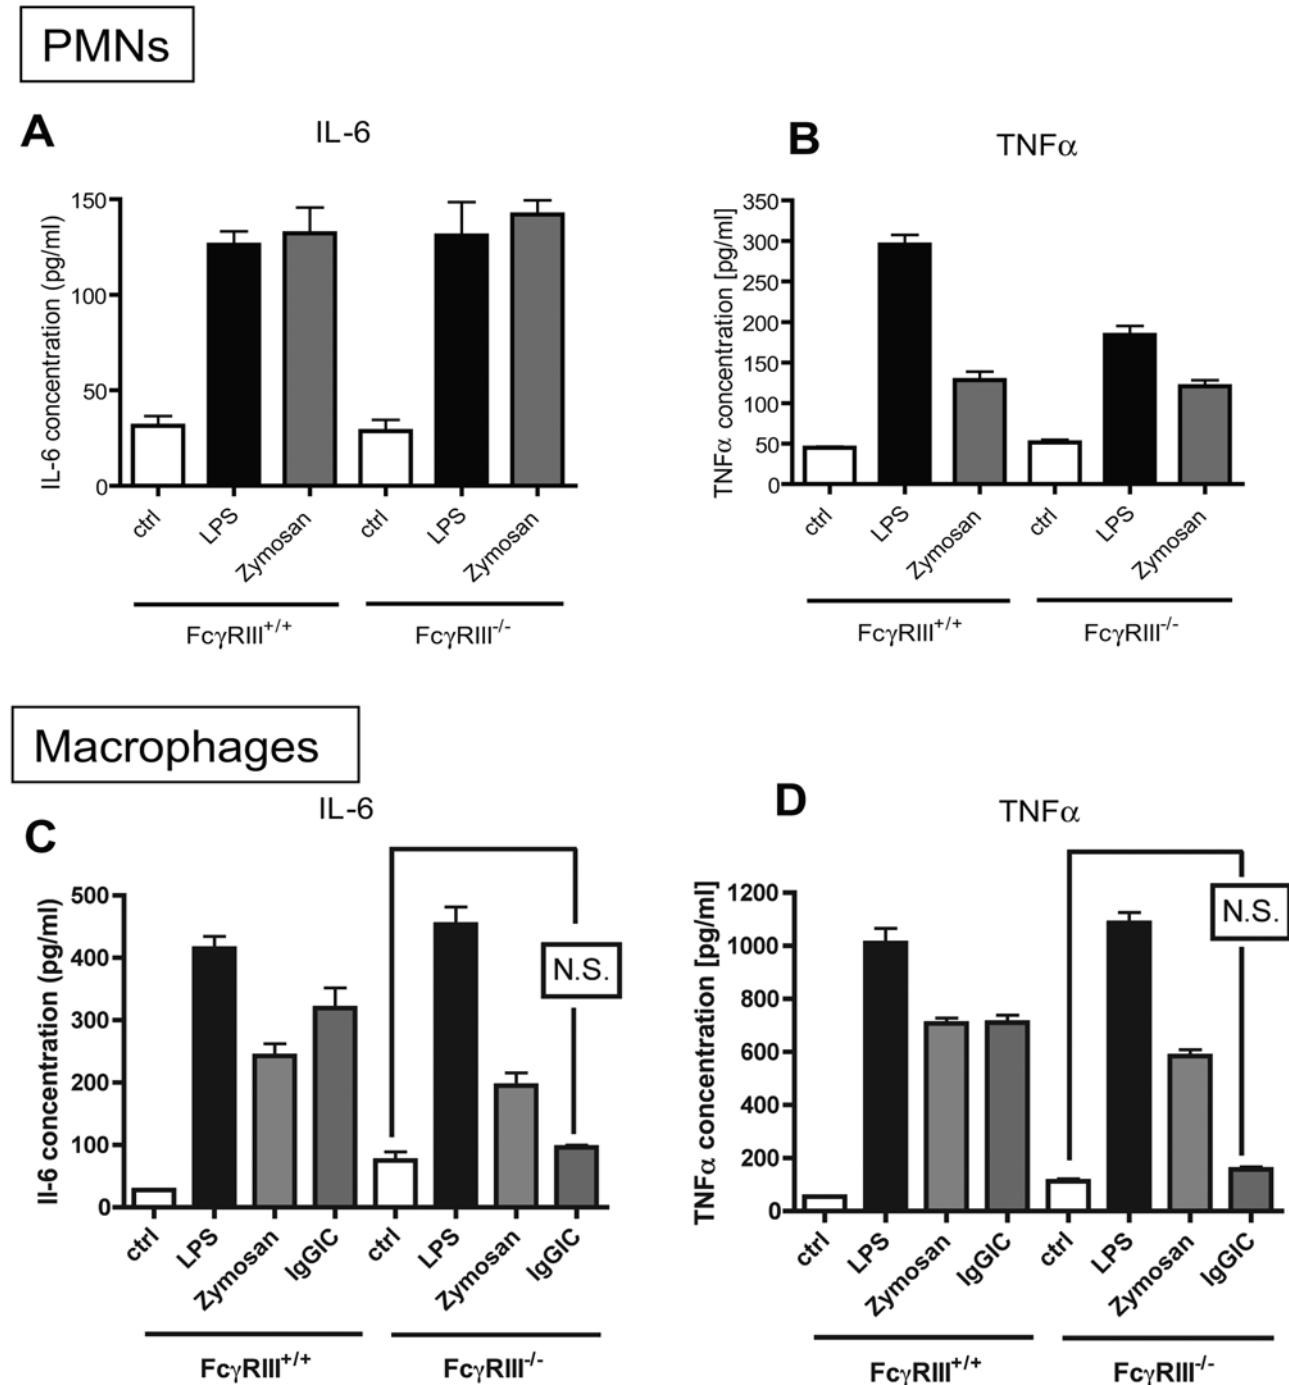 PMNs
A
IL-6
IL-6 concentration (pg/ml)
150
100
50
0
ctrl
LPS
Zymosan
ctrl
LPS
Zymosan
FcγRIII+/+
FcγRIII-/-
B
TNFα
TNFα concentration [pg/ml]
350
300
250
200
150
100
50
0
ctrl
LPS
Zymosan
ctrl
LPS
Zymosan
FcγRIII+/+
FcγRIII-/-
Macrophages
C
IL-6
Il-6 concentration (pg/ml)
500
400
300
200
100
0
N.S.
ctrl
LPS
Zymosan
IgGIC
ctrl
LPS
Zymosan
IgGIC
FcγRIII+/+
FcγRIII-/-
D
TNFα
TNFα concentration [pg/ml]
1200
1000
800
600
400
200
0
N.S.
ctrl
LPS
Zymosan
IgGIC
ctrl
LPS
Zymosan
IgGIC
FcγRIII+/+
FcγRIII-/-